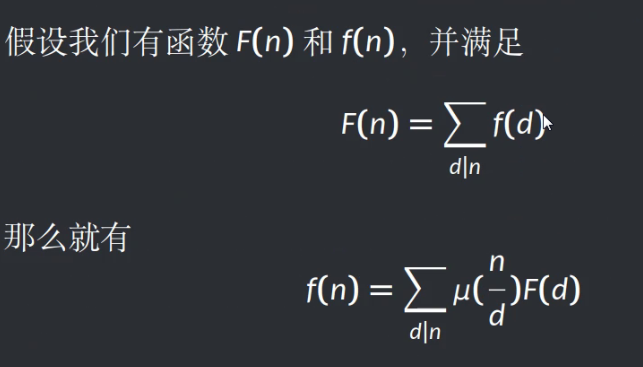 假设我们有函数 F(n) 和 f(n)，并满足
F(n) = ∑ f(d)
d|n
那么就有
f(n) = ∑ μ(n/d)F(d)
d|n